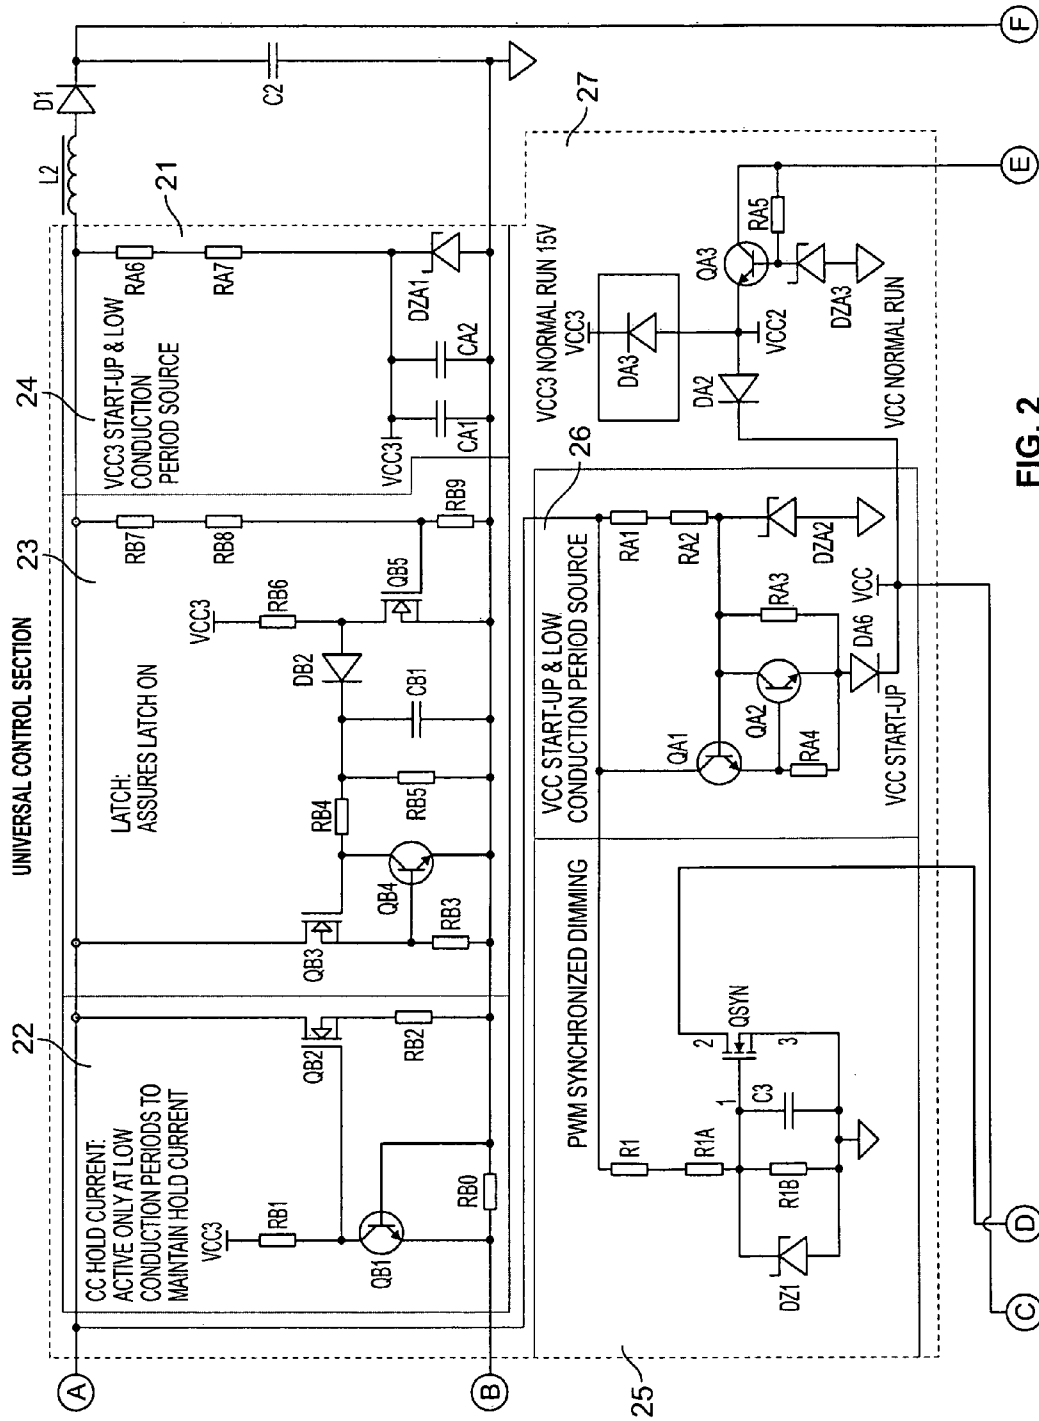 UNIVERSAL CONTROL SECTION
22
23
24
21
27
26
25
CC HOLD CURRENT:
ACTIVE ONLY AT LOW
CONDUCTION PERIODS TO
MAINTAIN HOLD CURRENT
VCC3
RB1
QB1
RB0
QB2
RB2
LATCH:
ASSURES LATCH ON
QB3
QB4
RB3
RB4
RB5
CB1
DB2
VCC3
RB6
QB5
RB7
RB8
RB9
VCC3 START-UP & LOW
CONDUCTION
PERIOD SOURCE
VCC3
CA1
CA2
DZA1
RA6
RA7
L2
D1
C2
A
B
PWM SYNCHRONIZED DIMMING
R1
R1A
R1B
DZ1
C3
1
2
3
QSYN
VCC START-UP & LOW
CONDUCTION PERIOD SOURCE
QA1
QA2
RA4
RA3
RA1
RA2
DZA2
DA6
VCC
VCC START-UP
VCC3 NORMAL RUN 15V
VCC3
DA3
DA2
VCC2
QA3
RA5
DZA3
VCC NORMAL RUN
C
D
E
F
FIG. 2